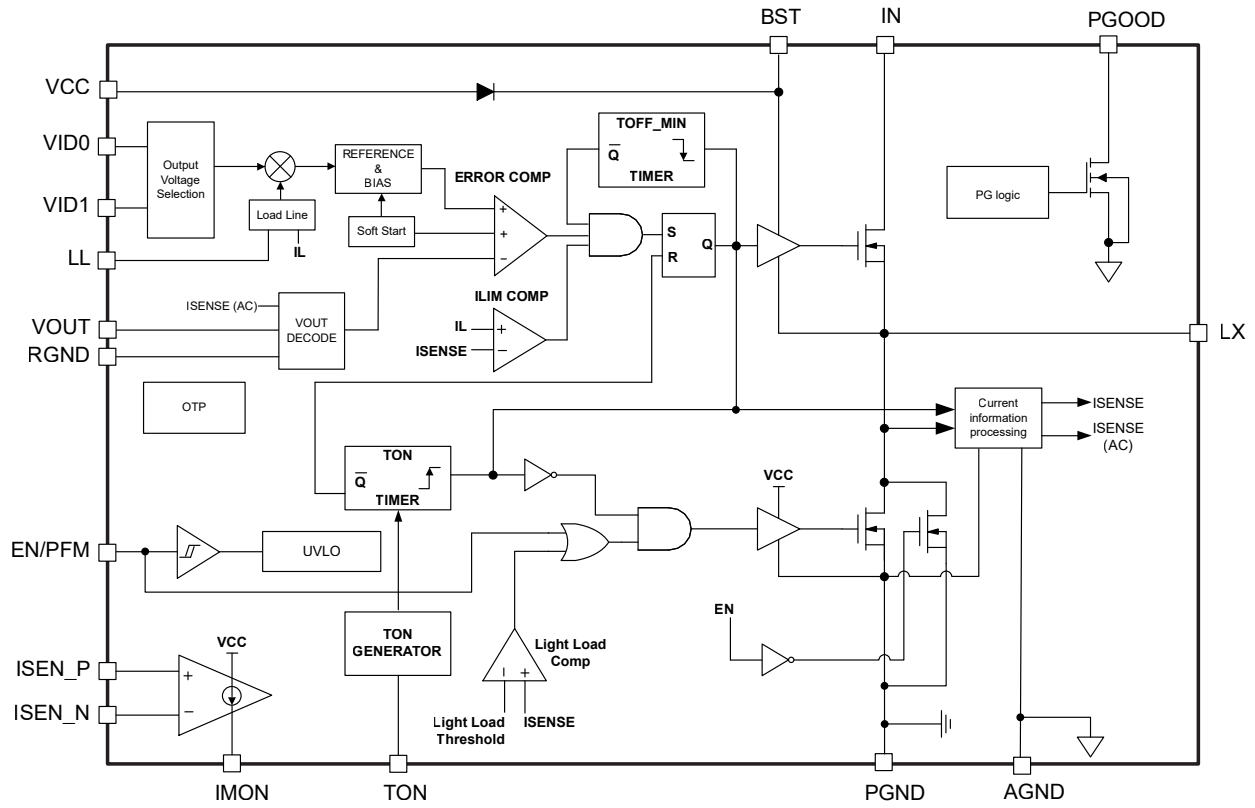 BST
IN
PGOOD
VCC
VID0
VID1
LL
Output
Voltage
Selection
Load Line
IL
REFERENCE
&
BIAS
Soft Start
ERROR COMP
+
+
−
TOFF_MIN
Q
TIMER
S
R
Q
PG logic
VOUT
RGND
ISENSE (AC)
VOUT
DECODE
ILIM COMP
IL
ISENSE
+
−
LX
OTP
Current
information
processing
ISENSE
ISENSE
(AC)
TON
Q
TIMER
VCC
EN/PFM
UVLO
TON
GENERATOR
Light Load
Comp
−
+
Light Load
Threshold
ISENSE
EN
ISEN_P
ISEN_N
VCC
+
−
IMON
TON
PGND
AGND